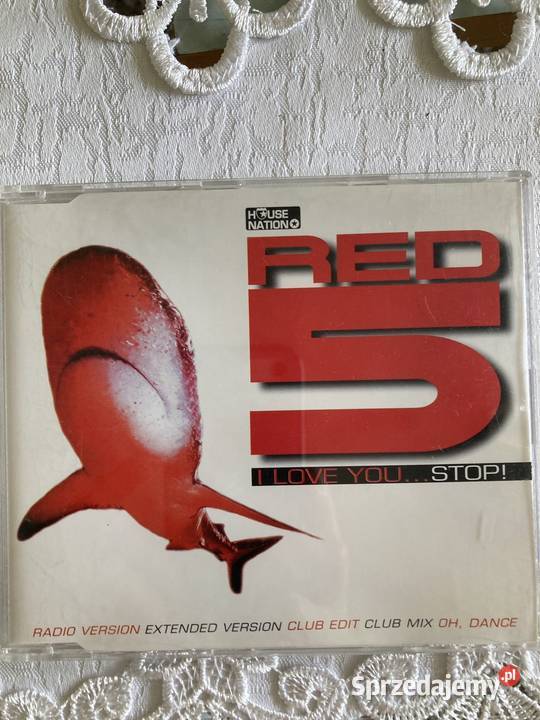 HOUSE
NATION
RED
5
I LOVE YOU...STOP!
RADIO VERSION EXTENDED VERSION CLUB EDIT CLUB MIX OH, DANCE
Sprzedajemy.pl